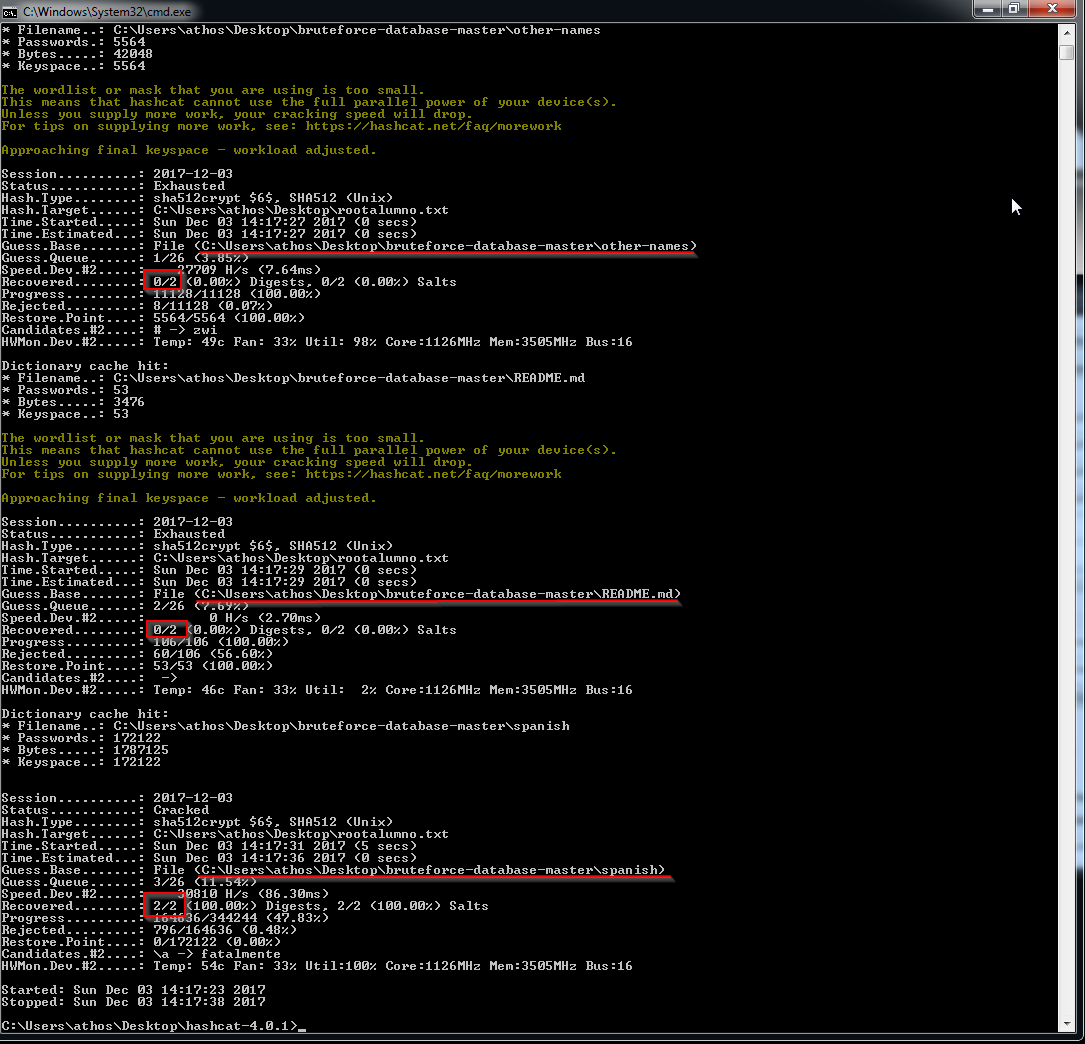 C:\Windows\System32\cmd.exe
* Filename..: C:\Users\athos\Desktop\bruteforce-database-master\other-names
* Passwords.: 5564
* Bytes.....: 42048
* Keyspace..: 5564
The wordlist or mask that you are using is too small.
This means that hashcat cannot use the full parallel power of your device(s).
Unless you supply more work, your cracking speed will drop.
For tips on supplying more work, see: https://hashcat.net/faq/morework
Approaching final keyspace - workload adjusted.
Session..........: 2017-12-03
Status...........: Exhausted
Hash.Type........: sha512crypt $6$, SHA512 (Unix)
Hash.Target......: C:\Users\athos\Desktop\rootalumno.txt
Time.Started.....: Sun Dec 03 14:17:27 2017 (0 secs)
Time.Estimated...: Sun Dec 03 14:17:27 2017 (0 secs)
Guess.Base.......: File (C:\Users\athos\Desktop\bruteforce-database-master\other-names)
Guess.Queue......: 1/26 (3.85%)
Speed.Dev.#2.....: 27709 H/s (7.64ms)
Recovered........: 0/2 (0.00%) Digests, 0/2 (0.00%) Salts
Progress.........: 11128/11128 (100.00%)
Rejected.........: 8/11128 (0.07%)
Restore.Point....: 5564/5564 (100.00%)
Candidates.#2....: # -> zwi
HWMon.Dev.#2.....: Temp: 49c Fan: 33% Util: 98% Core:1126MHz Mem:3505MHz Bus:16
Dictionary cache hit:
* Filename..: C:\Users\athos\Desktop\bruteforce-database-master\README.md
* Passwords.: 53
* Bytes.....: 3476
* Keyspace..: 53
The wordlist or mask that you are using is too small.
This means that hashcat cannot use the full parallel power of your device(s).
Unless you supply more work, your cracking speed will drop.
For tips on supplying more work, see: https://hashcat.net/faq/morework
Approaching final keyspace - workload adjusted.
Session..........: 2017-12-03
Status...........: Exhausted
Hash.Type........: sha512crypt $6$, SHA512 (Unix)
Hash.Target......: C:\Users\athos\Desktop\rootalumno.txt
Time.Started.....: Sun Dec 03 14:17:29 2017 (0 secs)
Time.Estimated...: Sun Dec 03 14:17:29 2017 (0 secs)
Guess.Base.......: File (C:\Users\athos\Desktop\bruteforce-database-master\README.md)
Guess.Queue......: 2/26 (7.69%)
Speed.Dev.#2.....: 0 H/s (2.70ms)
Recovered........: 0/2 (0.00%) Digests, 0/2 (0.00%) Salts
Progress.........: 106/106 (100.00%)
Rejected.........: 60/106 (56.60%)
Restore.Point....: 53/53 (100.00%)
Candidates.#2....: ->
HWMon.Dev.#2.....: Temp: 46c Fan: 33% Util: 2% Core:1126MHz Mem:3505MHz Bus:16
Dictionary cache hit:
* Filename..: C:\Users\athos\Desktop\bruteforce-database-master\spanish
* Passwords.: 172122
* Bytes.....: 1787125
* Keyspace..: 172122
Session..........: 2017-12-03
Status...........: Cracked
Hash.Type........: sha512crypt $6$, SHA512 (Unix)
Hash.Target......: C:\Users\athos\Desktop\rootalumno.txt
Time.Started.....: Sun Dec 03 14:17:31 2017 (5 secs)
Time.Estimated...: Sun Dec 03 14:17:36 2017 (0 secs)
Guess.Base.......: File (C:\Users\athos\Desktop\bruteforce-database-master\spanish)
Guess.Queue......: 3/26 (11.54%)
Speed.Dev.#2.....: 30810 H/s (86.30ms)
Recovered........: 2/2 (100.00%) Digests, 2/2 (100.00%) Salts
Progress.........: 164636/344244 (47.83%)
Rejected.........: 796/164636 (0.48%)
Restore.Point....: 0/172122 (0.00%)
Candidates.#2....: \a -> fatalmente
HWMon.Dev.#2.....: Temp: 54c Fan: 33% Util:100% Core:1126MHz Mem:3505MHz Bus:16
Started: Sun Dec 03 14:17:23 2017
Stopped: Sun Dec 03 14:17:38 2017
C:\Users\athos\Desktop\hashcat-4.0.1>_